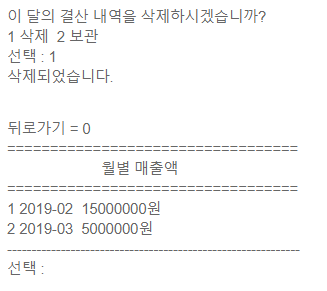 이 달의 결산 내역을 삭제하시겠습니까?
1 삭제  2 보관
선택 : 1
삭제되었습니다.
뒤로가기 = 0
==================================
월별 매출액
==================================
1 2019-02  15000000원
2 2019-03  5000000원
------------------------------------------------------------
선택 :